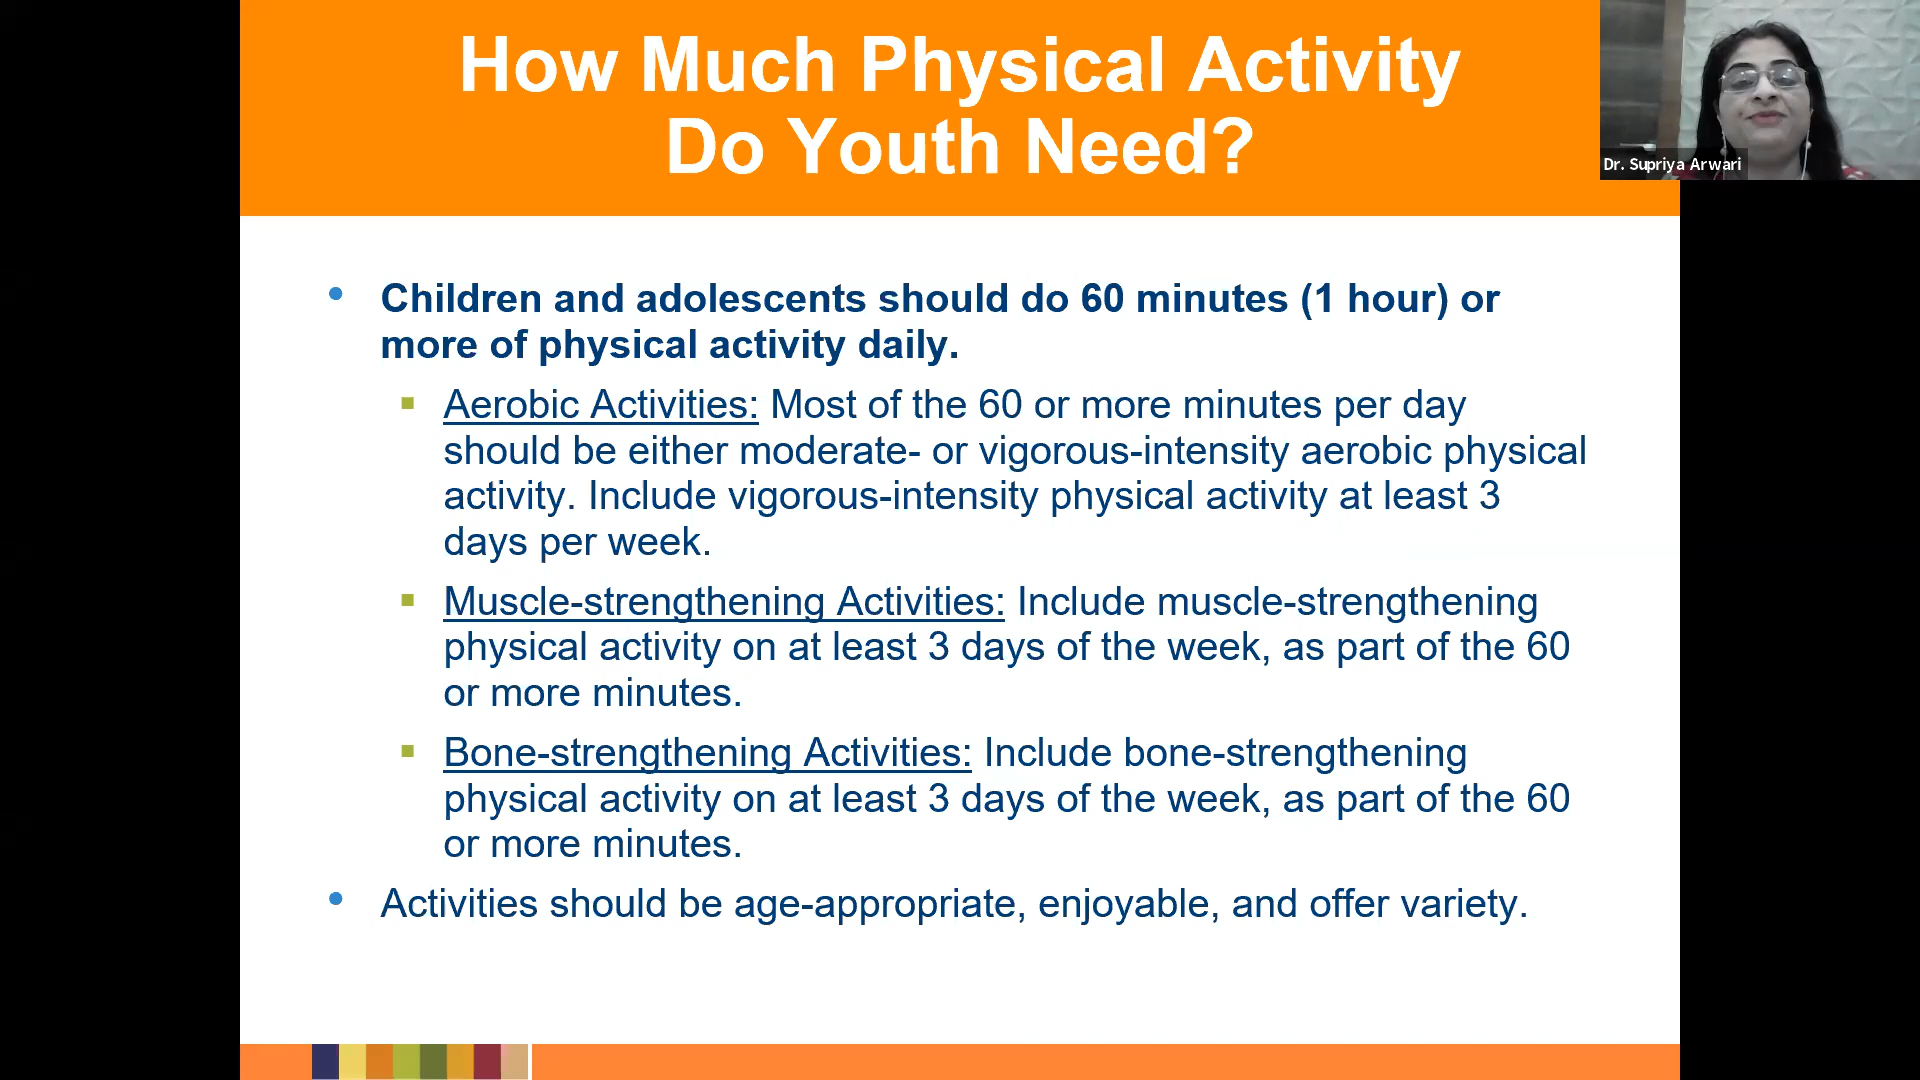 How Much Physical Activity
Do Youth Need?
Dr. Supriya Arwari
• Children and adolescents should do 60 minutes (1 hour) or
more of physical activity daily.
▪ Aerobic Activities: Most of the 60 or more minutes per day
should be either moderate- or vigorous-intensity aerobic physical
activity. Include vigorous-intensity physical activity at least 3
days per week.
▪ Muscle-strengthening Activities: Include muscle-strengthening
physical activity on at least 3 days of the week, as part of the 60
or more minutes.
▪ Bone-strengthening Activities: Include bone-strengthening
physical activity on at least 3 days of the week, as part of the 60
or more minutes.
• Activities should be age-appropriate, enjoyable, and offer variety.